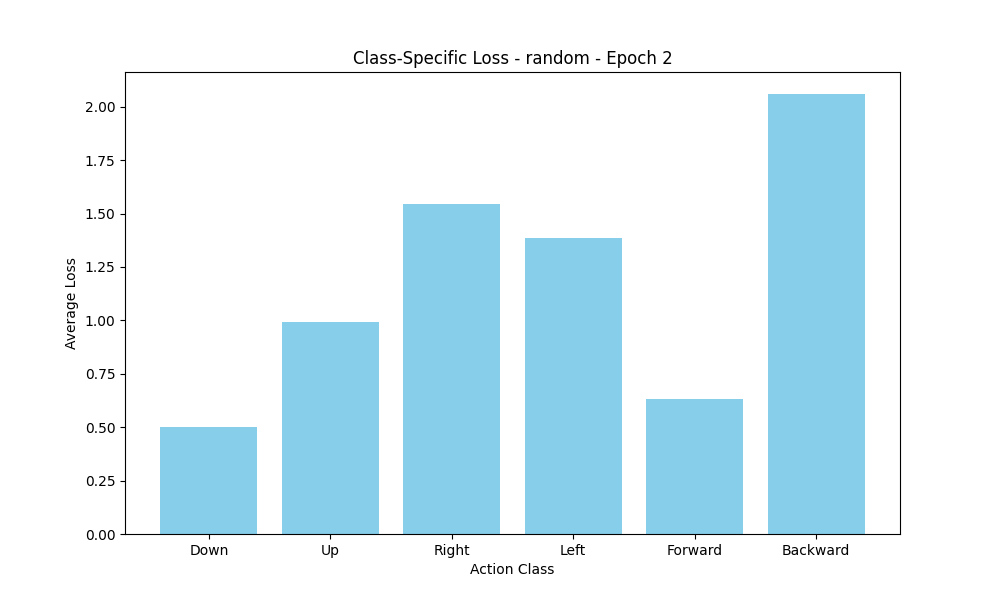 Class-Specific Loss - random - Epoch 2
Average Loss
2.00
1.75
1.50
1.25
1.00
0.75
0.50
0.25
0.00
Down Up Right Left Forward Backward
Action Class